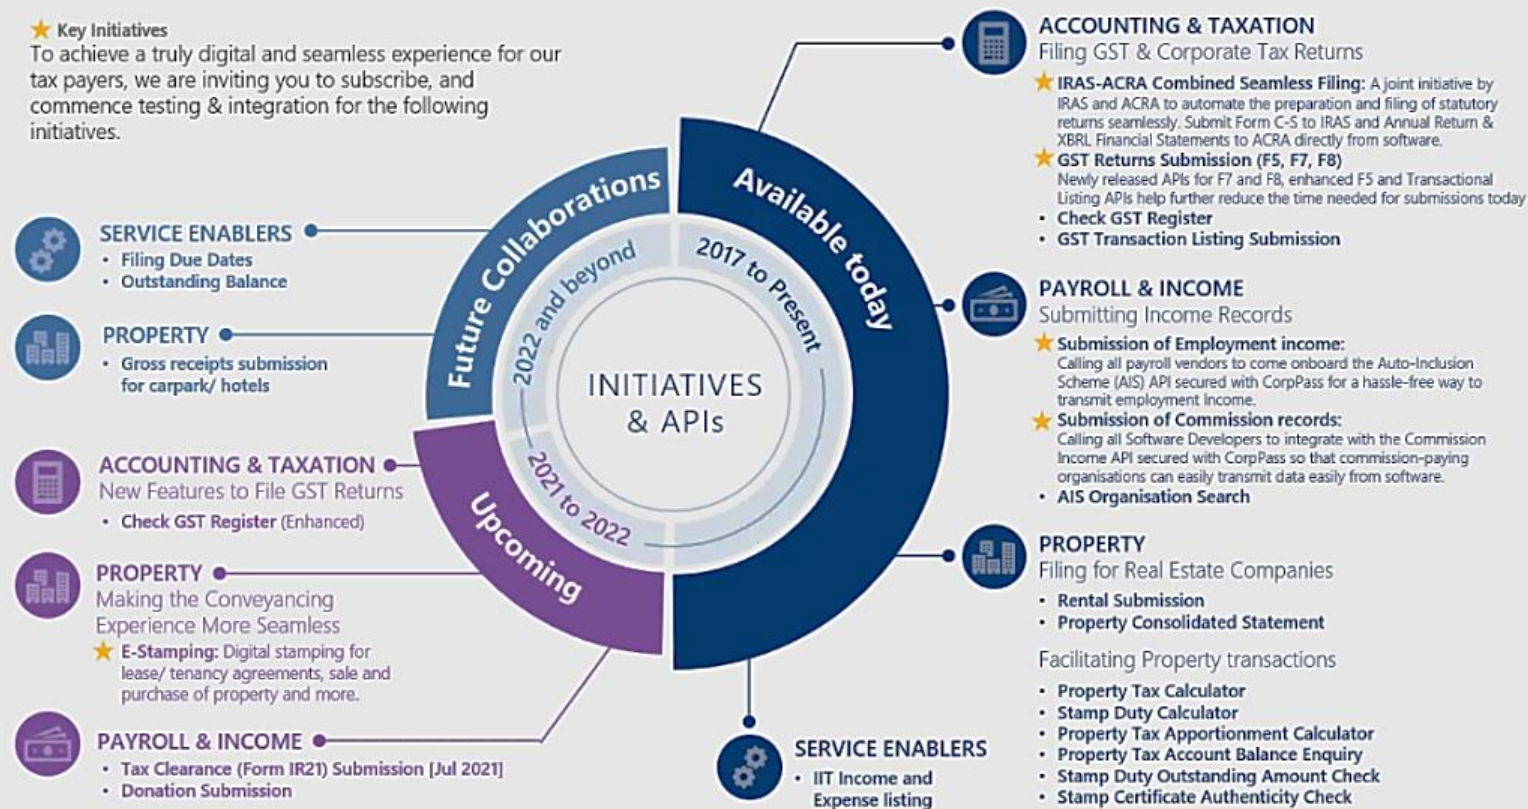 ★ Key Initiatives
To achieve a truly digital and seamless experience for our
tax payers, we are inviting you to subscribe, and
commence testing & integration for the following
initiatives.
SERVICE ENABLERS
• Filing Due Dates
• Outstanding Balance
PROPERTY
• Gross receipts submission
for carpark/ hotels
ACCOUNTING & TAXATION
New Features to File GST Returns
• Check GST Register (Enhanced)
PROPERTY
Making the Conveyancing
Experience More Seamless
★ E-Stamping: Digital stamping for
lease/ tenancy agreements, sale and
purchase of property and more.
PAYROLL & INCOME
• Tax Clearance (Form IR21) Submission [Jul 2021]
• Donation Submission
Future Collaborations
2022 and beyond
Upcoming
2021 to 2022
Available today
2017 to Present
INITIATIVES
& APIs
ACCOUNTING & TAXATION
Filing GST & Corporate Tax Returns
★ IRAS-ACRA Combined Seamless Filing: A joint initiative by
IRAS and ACRA to automate the preparation and filing of statutory
returns seamlessly. Submit Form C-S to IRAS and Annual Return &
XBRL Financial Statements to ACRA directly from software.
★ GST Returns Submission (F5, F7, F8)
Newly released APIs for F7 and F8, enhanced F5 and Transactional
Listing APIs help further reduce the time needed for submissions today
• Check GST Register
• GST Transaction Listing Submission
PAYROLL & INCOME
Submitting Income Records
★ Submission of Employment income:
Calling all payroll vendors to come onboard the Auto-Inclusion
Scheme (AIS) API secured with CorpPass for a hassle-free way to
transmit employment Income.
★ Submission of Commission records:
Calling all Software Developers to integrate with the Commission
Income API secured with CorpPass so that commission-paying
organisations can easily transmit data easily from software.
• AIS Organisation Search
PROPERTY
Filing for Real Estate Companies
• Rental Submission
• Property Consolidated Statement
Facilitating Property transactions
• Property Tax Calculator
• Stamp Duty Calculator
• Property Tax Apportionment Calculator
• Property Tax Account Balance Enquiry
• Stamp Duty Outstanding Amount Check
• Stamp Certificate Authenticity Check
SERVICE ENABLERS
• IIT Income and
Expense listing